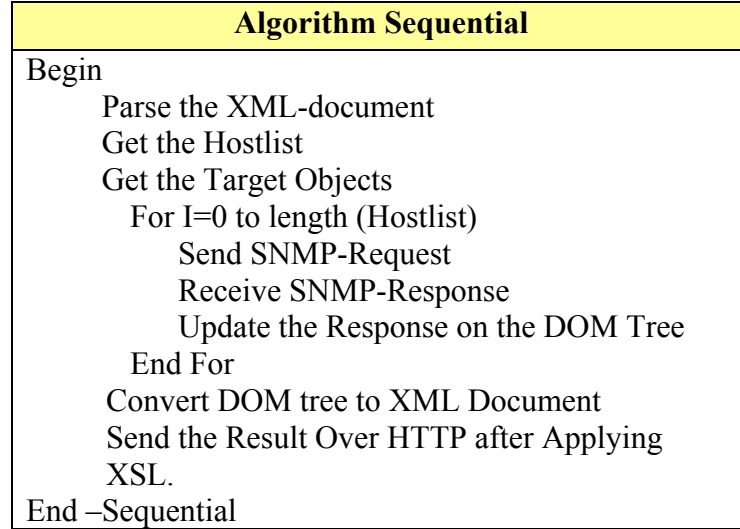 Algorithm Sequential
Begin
Parse the XML-document
Get the Hostlist
Get the Target Objects
For I=0 to length (Hostlist)
Send SNMP-Request
Receive SNMP-Response
Update the Response on the DOM Tree
End For
Convert DOM tree to XML Document
Send the Result Over HTTP after Applying
XSL.
End –Sequential